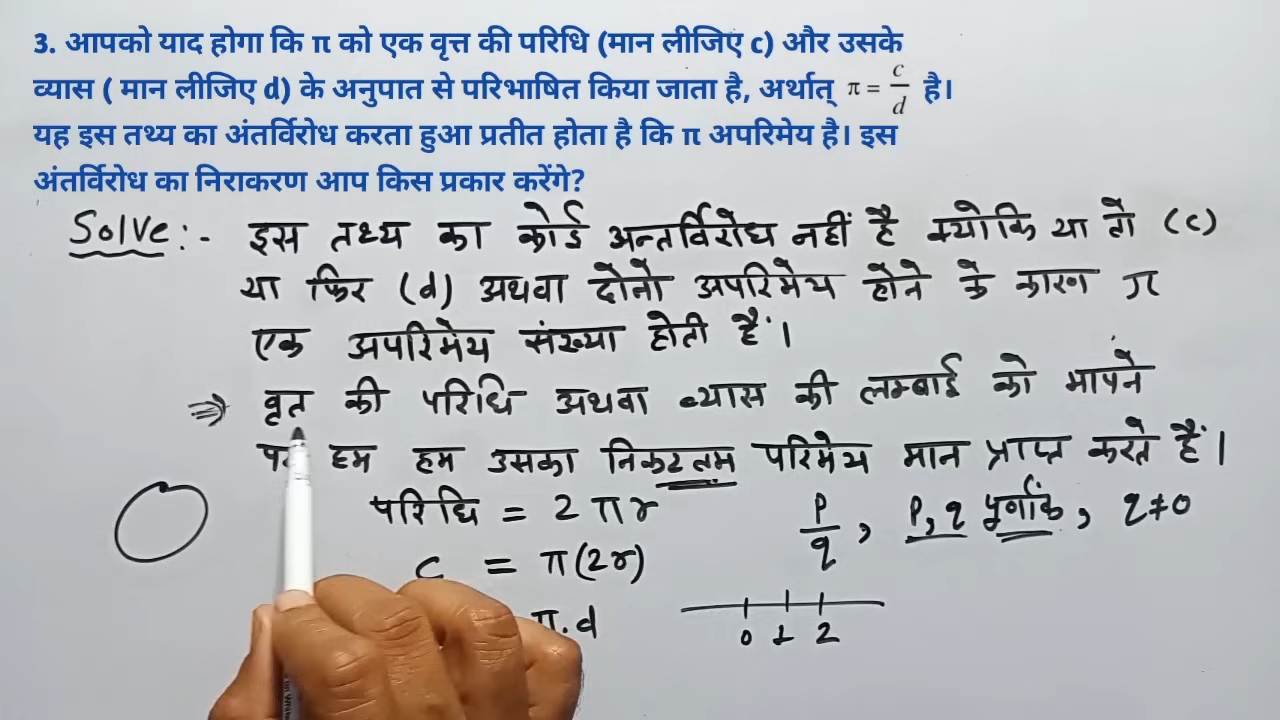 3. आपको याद होगा कि π को एक वृत्त की परिधि (मान लीजिए c) और उसके
व्यास ( मान लीजिए d) के अनुपात से परिभाषित किया जाता है, अर्थात् π = c/d है।
यह इस तथ्य का अंतर्विरोध करता हुआ प्रतीत होता है कि π अपरिमेय है। इस
अंतर्विरोध का निराकरण आप किस प्रकार करेंगे?
Solve:- इस तथ्य का कोई अन्तर्विरोध नहीं है क्योकि या तो (c)
या फिर (d) अथवा दोनो अपरिमेय होने के कारण π
एक अपरिमेय संख्या होती हैं।
⇒ वृत की परिधि अथवा व्यास की लम्बाई को मापने
हम हम उसका निकटतम परिमेय मान प्राप्त करते हैं।
परिधि = 2πr
p/q, p, q पूर्णांक, q≠0
c = π(2r)
π.d
0 1 2